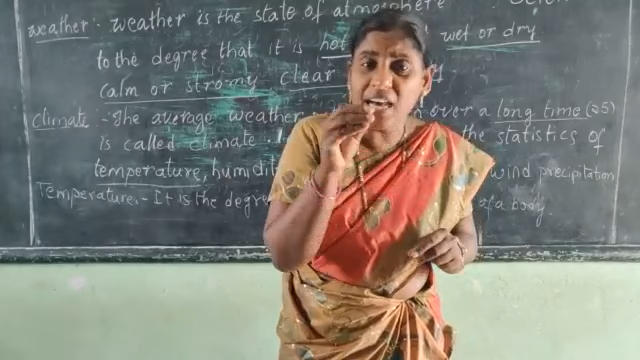 weather - weather is the state of atmosphere
to the degree that it is hot wet or dry
calm or stromy clear
Climate - The average weather over a long time (25)
is called climate. the statistics of
temperature, humidit wind precipitation
Temperature - It is the degre of a body.